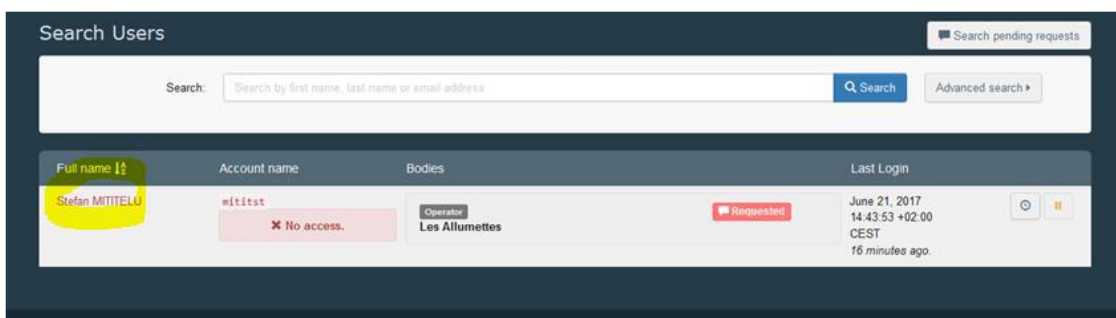 Search Users
Search pending requests
Search:
Search by first name, last name or email address
Search
Advanced search
Full name
Account name
Bodies
Last Login
Stefan MITITELU
mititst
No access.
Operator
Les Allumettes
Requested
June 21, 2017
14:43:53 +02:00
CEST
16 minutes ago.